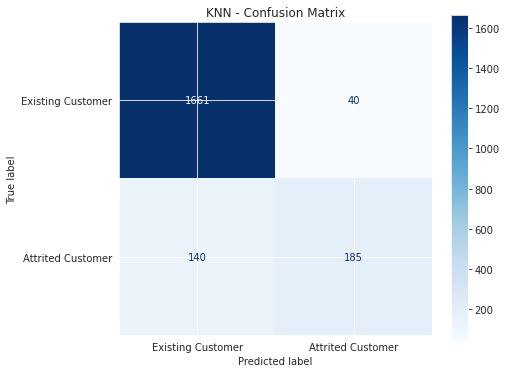 KNN - Confusion Matrix
True label
Existing Customer
1661
40
Attrited Customer
140
185
Existing Customer
Attrited Customer
Predicted label
1600
1400
1200
1000
800
600
400
200